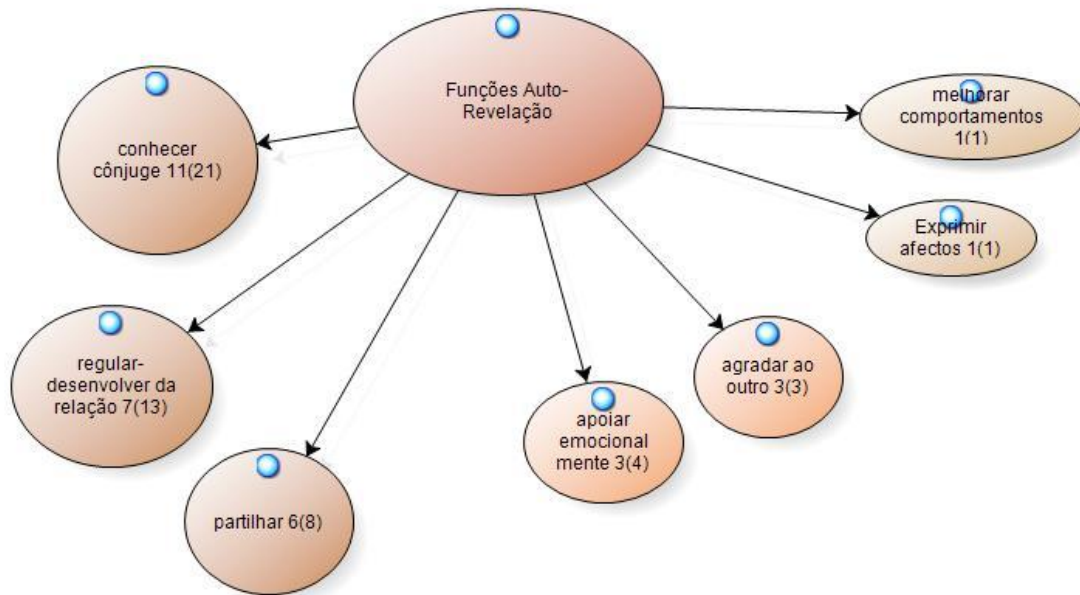 Funções Auto-
Revelação
conhecer
cônjuge 11(21)
melhorar
comportamentos
1(1)
Exprimir
afectos 1(1)
regular-
desenvolver da
relação 7(13)
partilhar 6(8)
apoiar
emocional
mente 3(4)
agradar ao
outro 3(3)